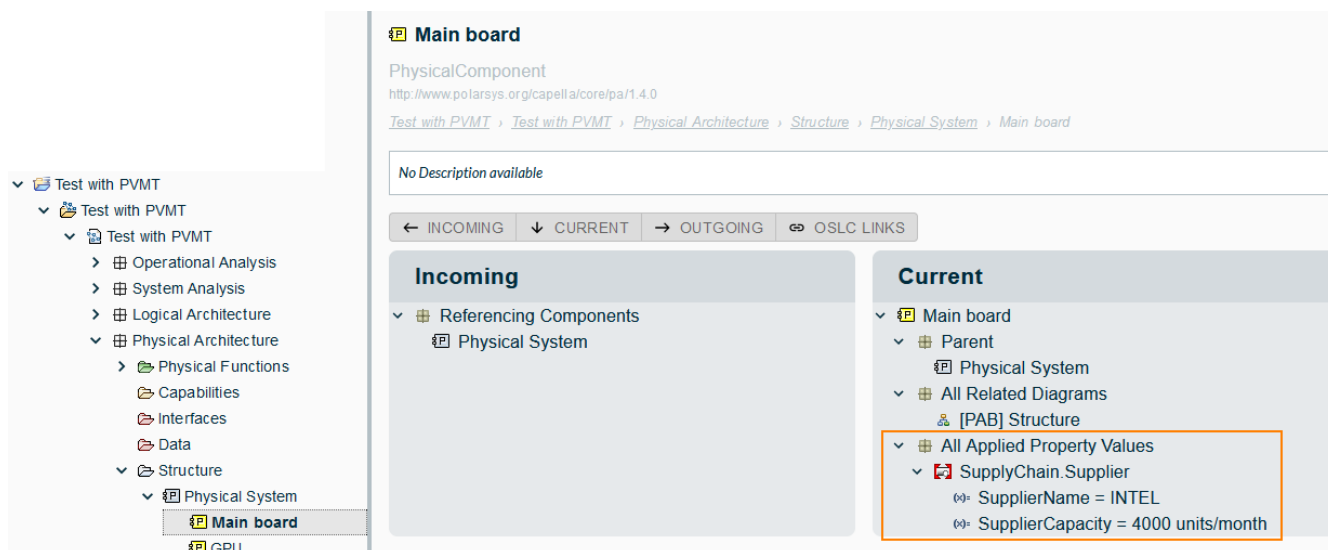 Test with PVMT
Test with PVMT
Test with PVMT
Operational Analysis
System Analysis
Logical Architecture
Physical Architecture
Physical Functions
Capabilities
Interfaces
Data
Structure
Physical System
Main board
GPU
Main board
PhysicalComponent
http://www.polarsys.org/capella/core/pa/1.4.0
Test with PVMT › Test with PVMT › Physical Architecture › Structure › Physical System › Main board
No Description available
← INCOMING ↓ CURRENT → OUTGOING OSLC LINKS
Incoming
Referencing Components
Physical System
Current
Main board
Parent
Physical System
All Related Diagrams
[PAB] Structure
All Applied Property Values
SupplyChain.Supplier
(x)= SupplierName = INTEL
(x)= SupplierCapacity = 4000 units/month